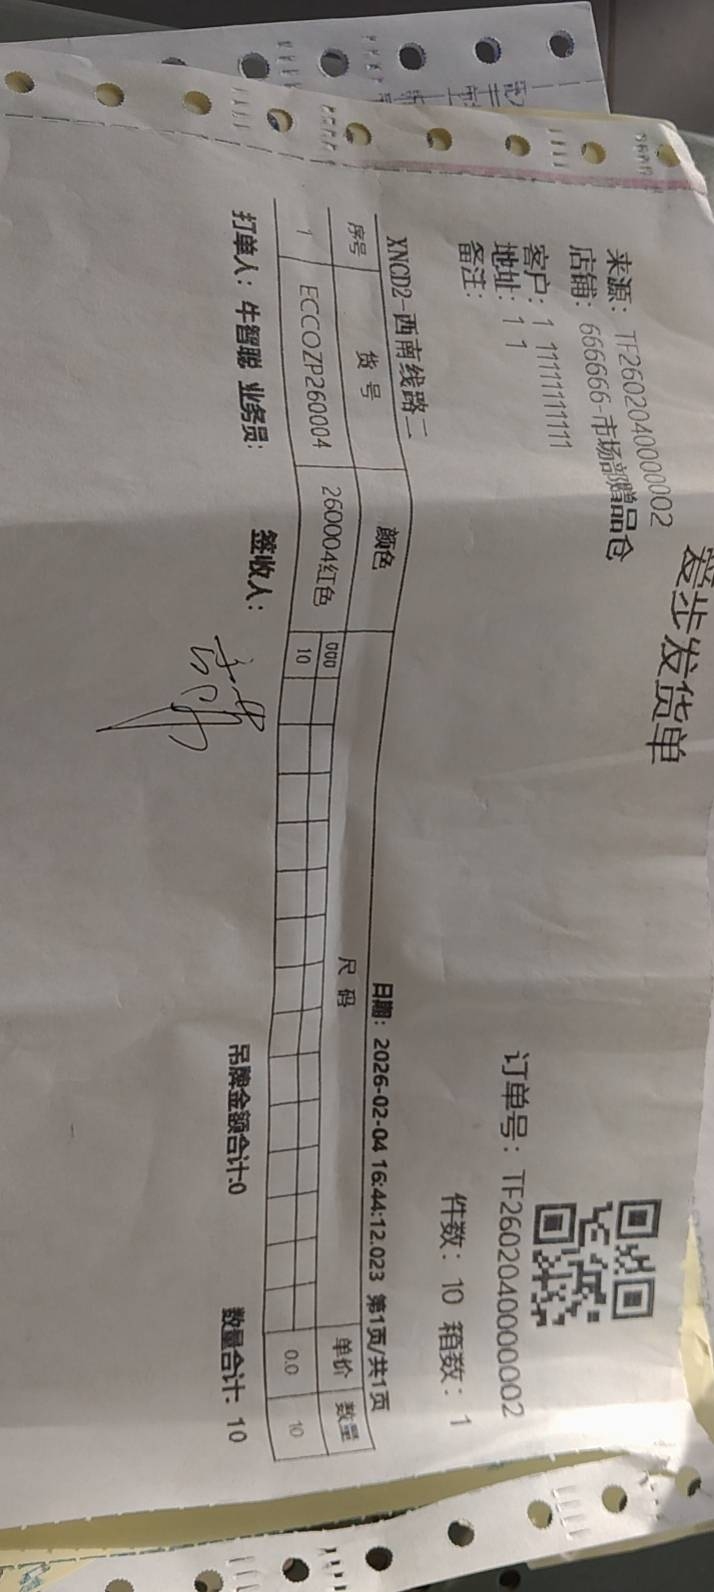 爱步发货单
来源：TF2602040000002
店铺：666666-市场部赠品仓
订单号：TF2602040000002
客户：1 11111111111
地址：1 1
件数：10 箱数：1
备注：
XNCD2-西南线路二
日期：2026-02-04 16:44:12.023 第1页/共1页
序号 货号 颜色 尺码 单价 数量
000
1 ECCOZP260004 260004红色 10 0.0 10
打单人：牛智聪 业务员： 签收人： 吊牌金额合计:0 数量合计：10